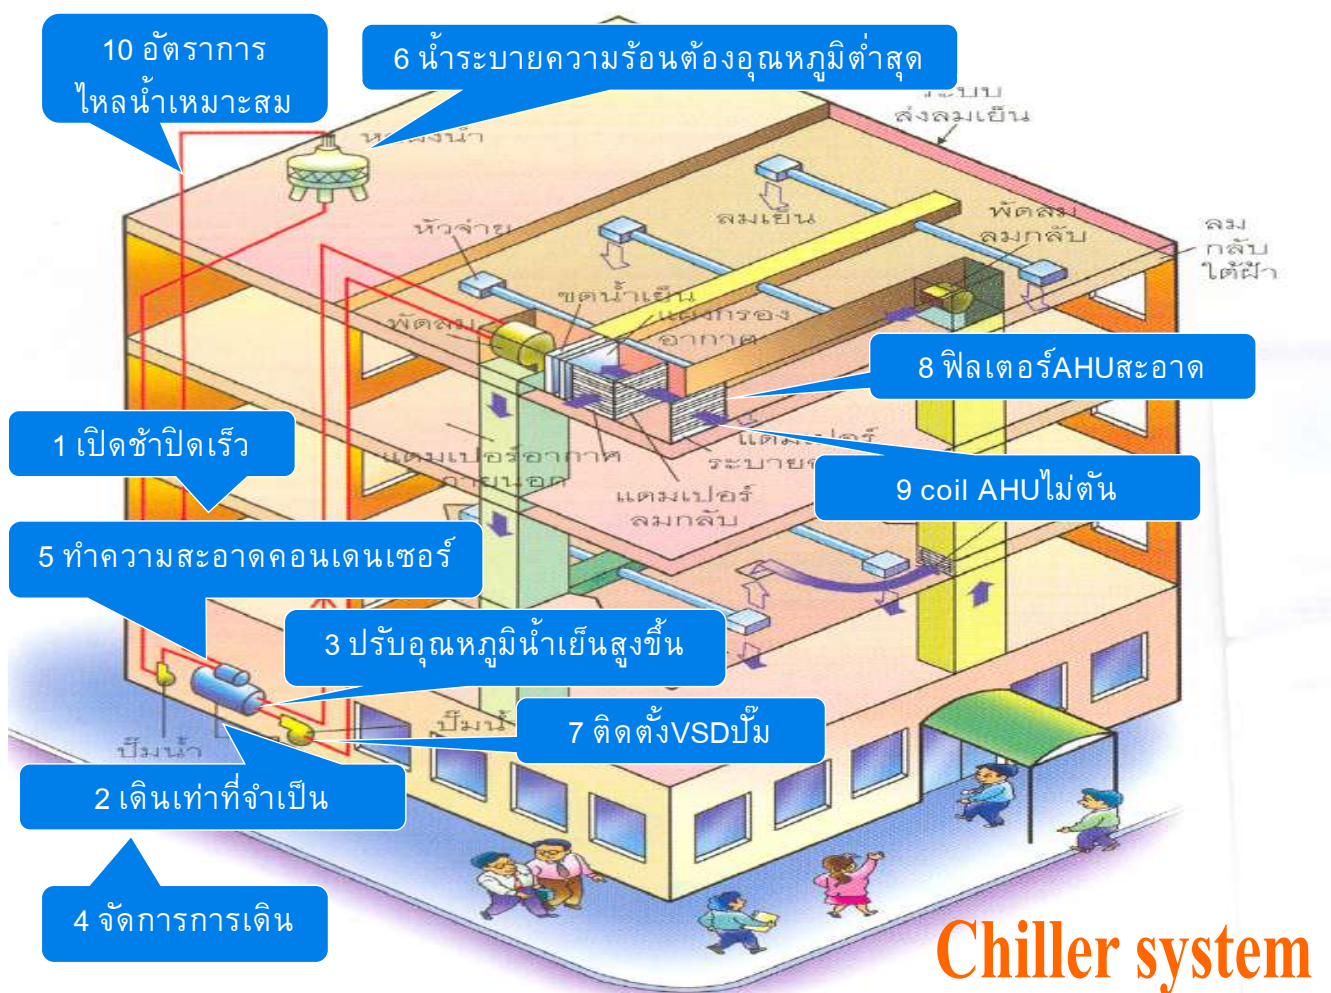 10 อัตราการ
ไหลน้ำเหมาะสม
6 น้ำระบายความร้อนต้องอุณหภูมิต่ำสุด
ระบบ
ส่งลมเย็น
หัวจ่าย
ลมเย็น
พัดลม
ลมกลับ
ลม
กลับ
ใต้ฝ้า
ขดน้ำเย็น
พัดลม
แผงกรอง
อากาศ
8 ฟิลเตอร์AHUสะอาด
1 เปิดช้าปิดเร็ว
แดมเปอร์อากาศ
ภายนอก
แดมเปอร์
แดมเปอร์
ลมกลับ
9 coil AHUไม่ตัน
5 ทำความสะอาดคอนเดนเซอร์
3 ปรับอุณหภูมิน้ำเย็นสูงขึ้น
ปั๊มน้ำ
7 ติดตั้งVSDปั๊ม
2 เดินเท่าที่จำเป็น
4 จัดการการเดิน
Chiller system